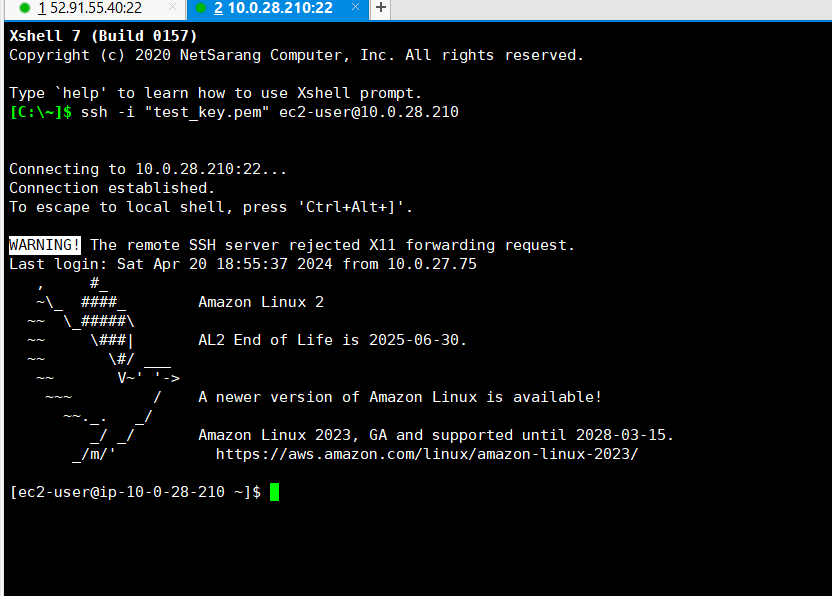 1 52.91.55.40:22 × 2 10.0.28.210:22 × +
Xshell 7 (Build 0157)
Copyright (c) 2020 NetSarang Computer, Inc. All rights reserved.
Type `help' to learn how to use Xshell prompt.
[C:\~]$ ssh -i "test_key.pem" ec2-user@10.0.28.210
Connecting to 10.0.28.210:22...
Connection established.
To escape to local shell, press 'Ctrl+Alt+]'.
WARNING! The remote SSH server rejected X11 forwarding request.
Last login: Sat Apr 20 18:55:37 2024 from 10.0.27.75
   ,     #_
   ~\_  ####_        Amazon Linux 2
  ~~  \_#####\
  ~~     \###|       AL2 End of Life is 2025-06-30.
  ~~       \#/ ___
   ~~       V~' '->
    ~~~         /    A newer version of Amazon Linux is available!
      ~~._.   _/
         _/ _/       Amazon Linux 2023, GA and supported until 2028-03-15.
       _/m/'           https://aws.amazon.com/linux/amazon-linux-2023/
[ec2-user@ip-10-0-28-210 ~]$